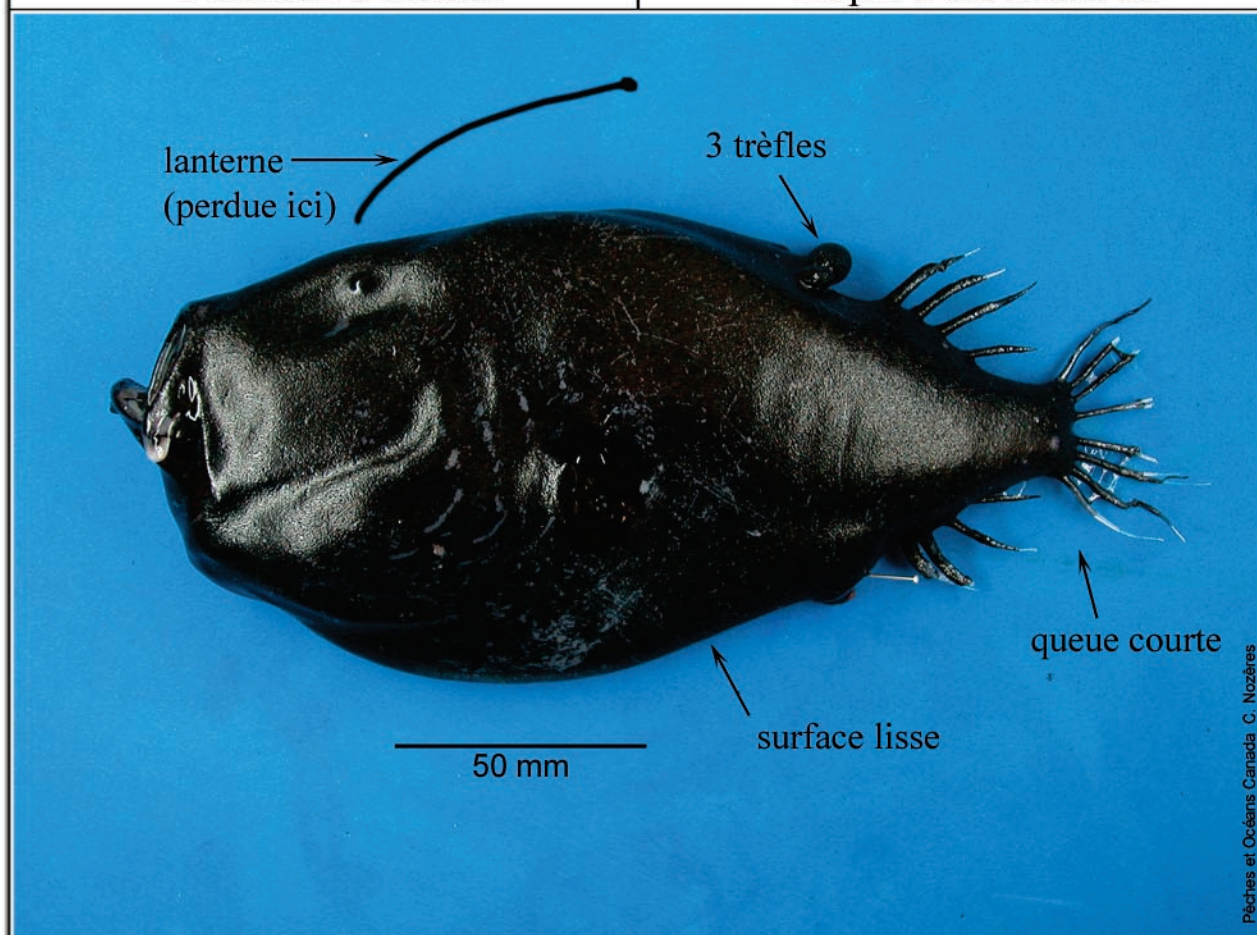 lanterne
(perdue ici)
3 trèfles
queue courte
surface lisse
50 mm
Pêches et Océans Canada C. Nozères